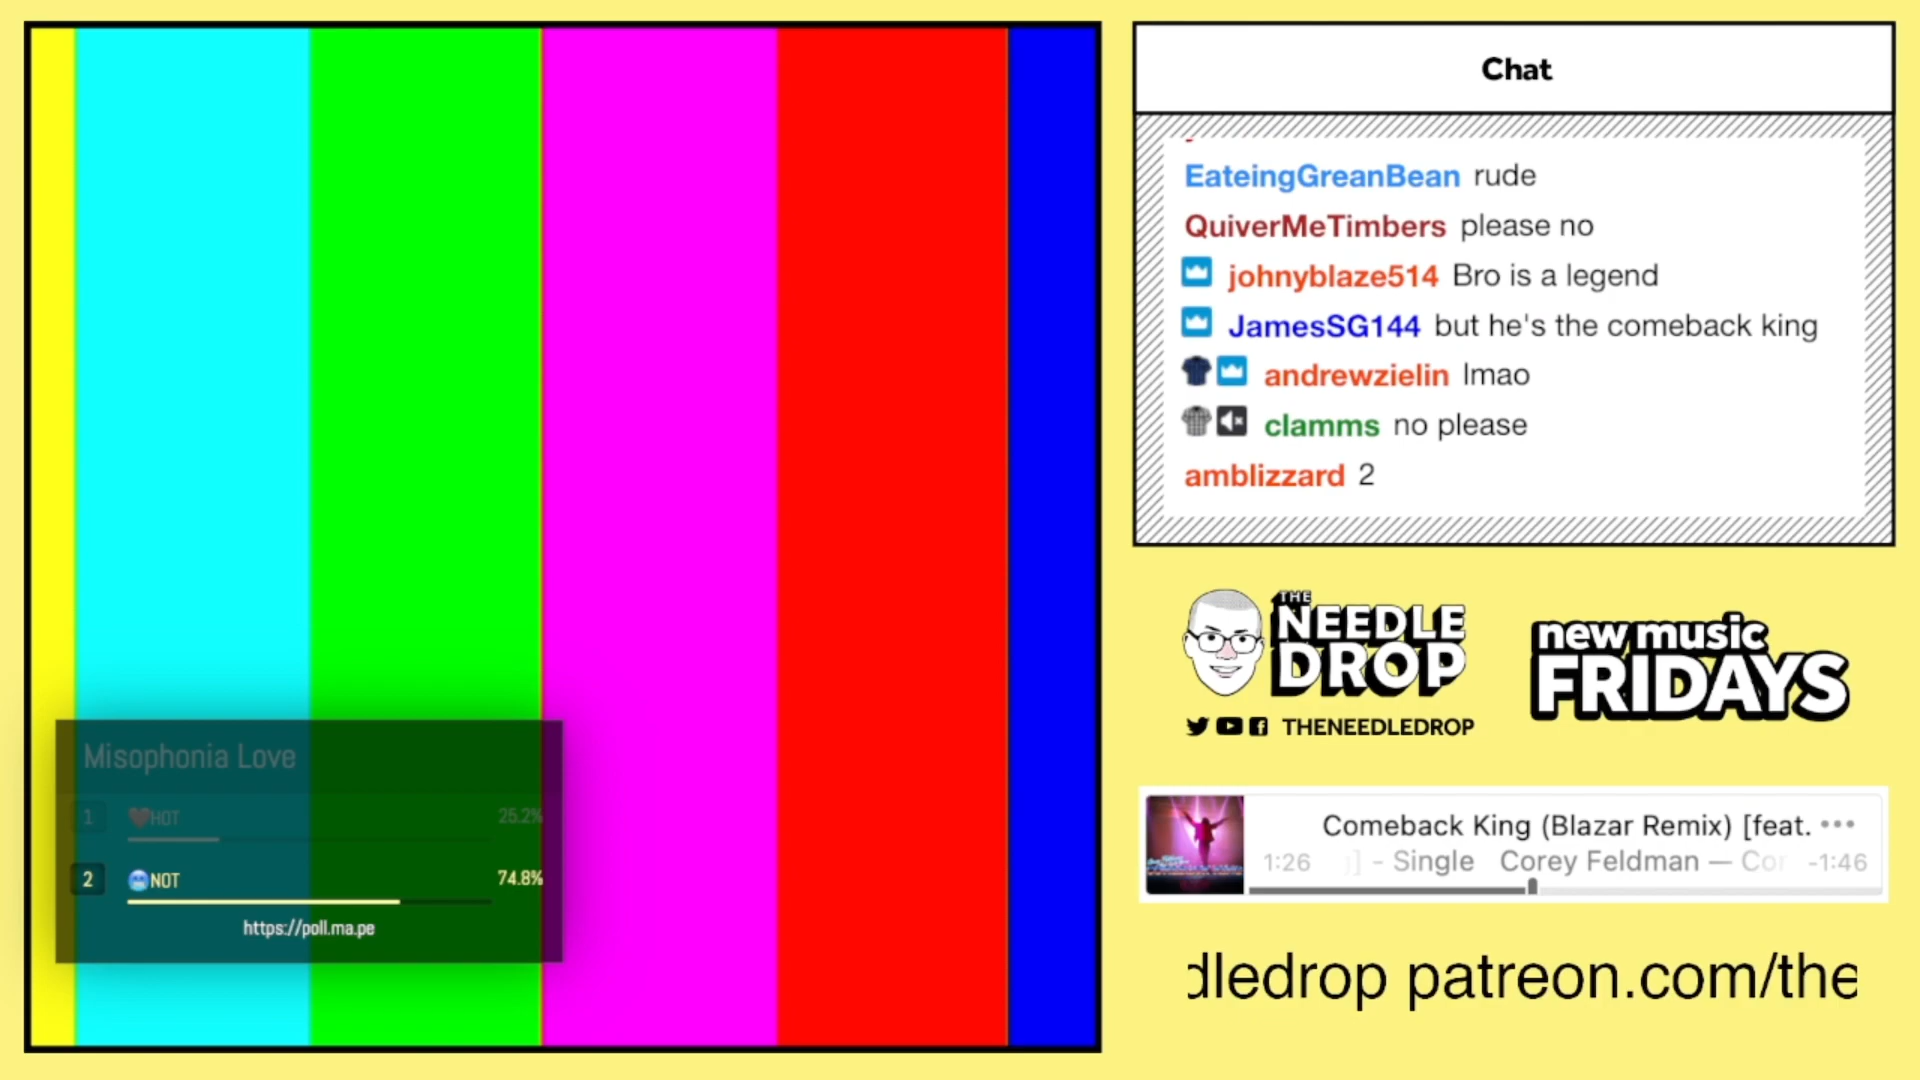 Chat
EateingGreanBean rude
QuiverMeTimbers please no
johnyblaze514 Bro is a legend
JamesSG144 but he's the comeback king
andrewzielin lmao
clamms no please
amblizzard 2
THE
NEEDLE
DROP
THENEEDLEDROP
new music
FRIDAYS
Misophonia Love
1 HOT 25.2%
2 NOT 74.8%
https://poll.ma.pe
Comeback King (Blazar Remix) [feat.
1:26 ] - Single Corey Feldman — Cor -1:46
dledrop patreon.com/the